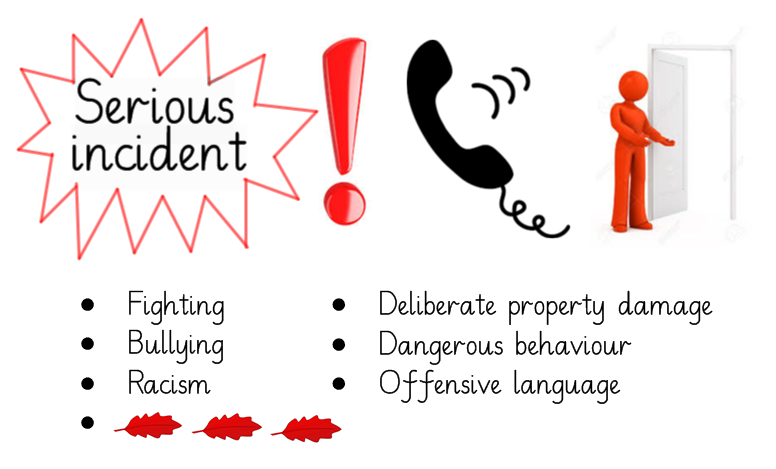 Serious
incident
Fighting
Bullying
Racism
Deliberate property damage
Dangerous behaviour
Offensive language